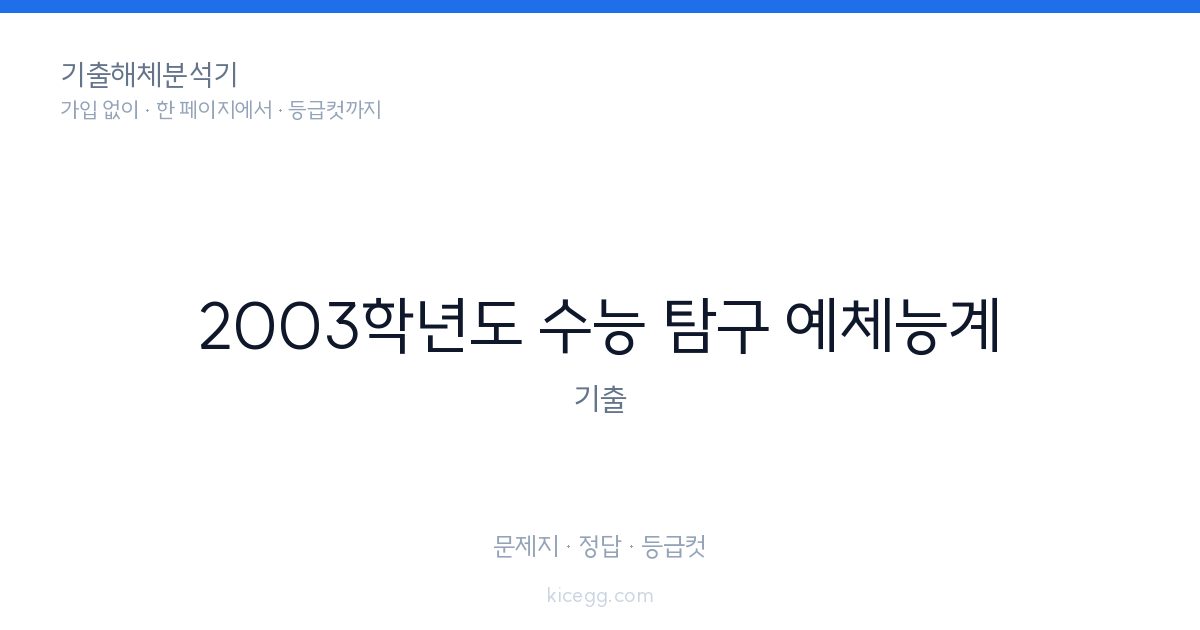 기출해체분석기
가입 없이 · 한 페이지에서 · 등급컷까지
2003학년도 수능 탐구 예체능계
기출
문제지 · 정답 · 등급컷
kicegg.com